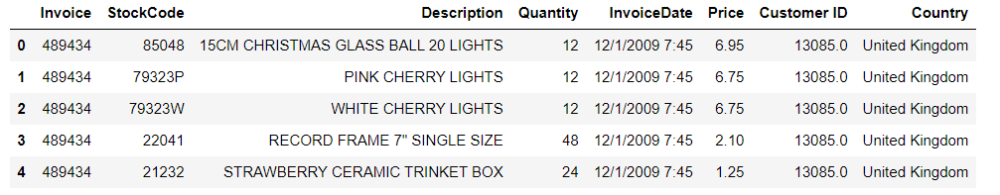 Invoice StockCode Description Quantity InvoiceDate Price Customer ID Country
0 489434 85048 15CM CHRISTMAS GLASS BALL 20 LIGHTS 12 12/1/2009 7:45 6.95 13085.0 United Kingdom
1 489434 79323P PINK CHERRY LIGHTS 12 12/1/2009 7:45 6.75 13085.0 United Kingdom
2 489434 79323W WHITE CHERRY LIGHTS 12 12/1/2009 7:45 6.75 13085.0 United Kingdom
3 489434 22041 RECORD FRAME 7" SINGLE SIZE 48 12/1/2009 7:45 2.10 13085.0 United Kingdom
4 489434 21232 STRAWBERRY CERAMIC TRINKET BOX 24 12/1/2009 7:45 1.25 13085.0 United Kingdom